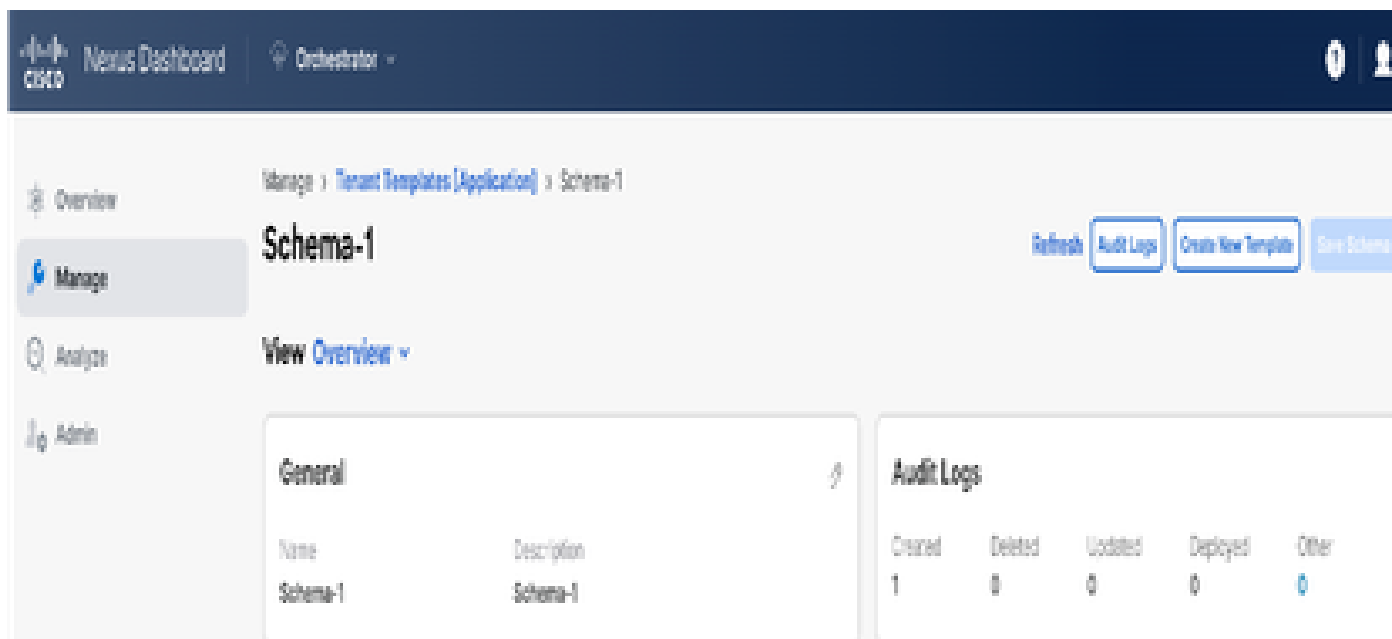 CISCO Nexus Dashboard Orchestrator
Overview
Manage
Analyze
Admin
Manage > Tenant Templates [Application] > Schema-1
Schema-1
Refresh Audit Logs Create New Template Save Schema
View Overview
General
Name Description
Schema-1 Schema-1
Audit Logs
Created Deleted Updated Deployed Other
1 0 0 0 0